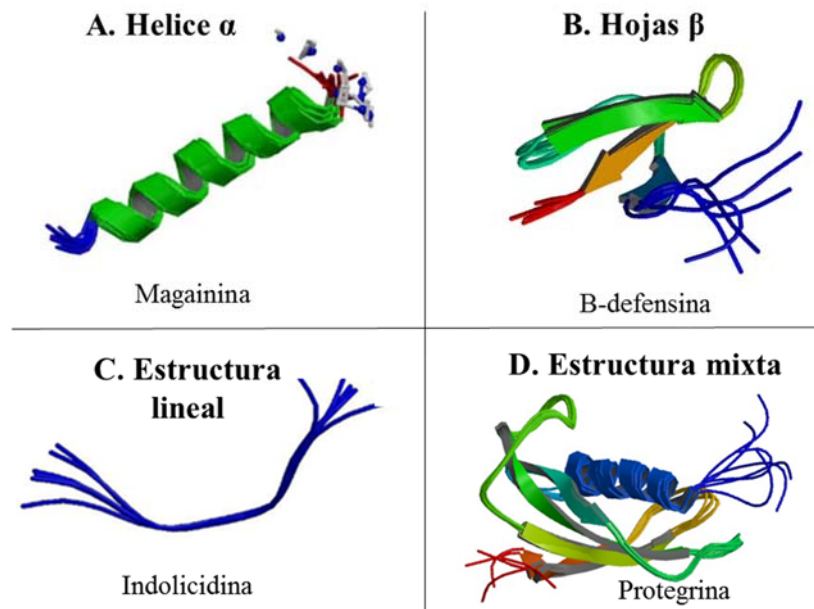 A. Helice α
Magainina
B. Hojas β
B-defensina
C. Estructura
lineal
Indolicidina
D. Estructura mixta
Protegrina